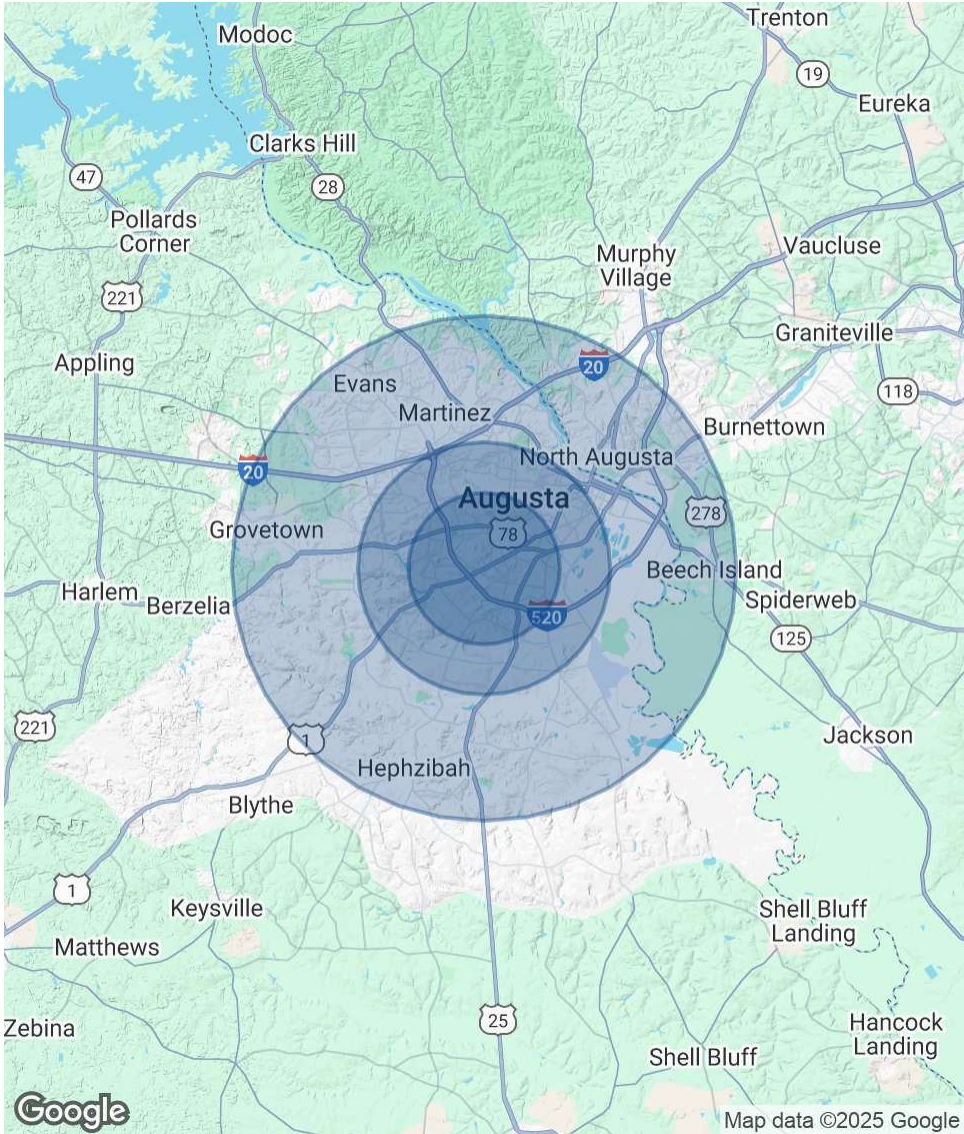 Trenton
Modoc
19
Eureka
Clarks Hill
47
28
Pollards
Corner
Murphy
Village
Vaucluse
221
Graniteville
Appling
20
Evans
118
Martinez
Burnettown
North Augusta
20
Augusta
278
Grovetown
78
Beech Island
Harlem
Berzelia
Spiderweb
520
125
221
1
Jackson
Hephzibah
Blythe
1
Keysville
Shell Bluff
Landing
Matthews
25
Zebina
Hancock
Landing
Shell Bluff
Google
Map data ©2025 Google